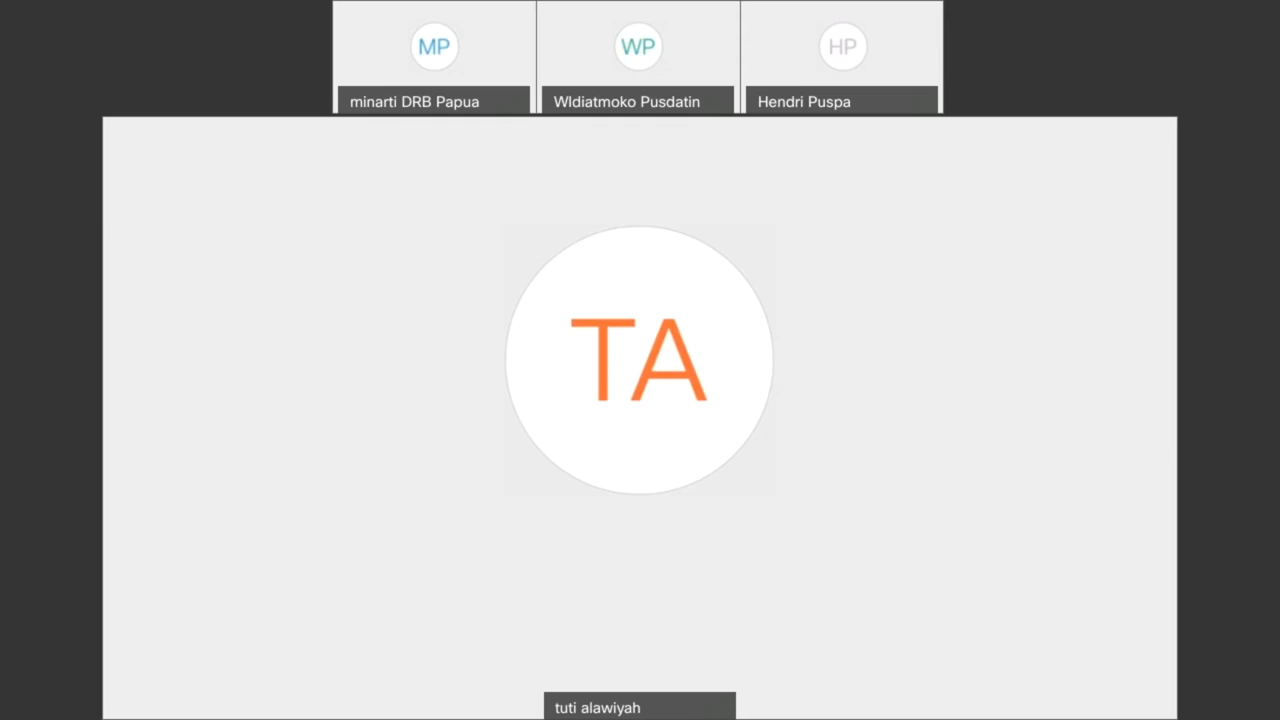 MP
WP
HP
minarti DRB Papua
WIdiatmoko Pusdatin
Hendri Puspa
TA
tuti alawiyah